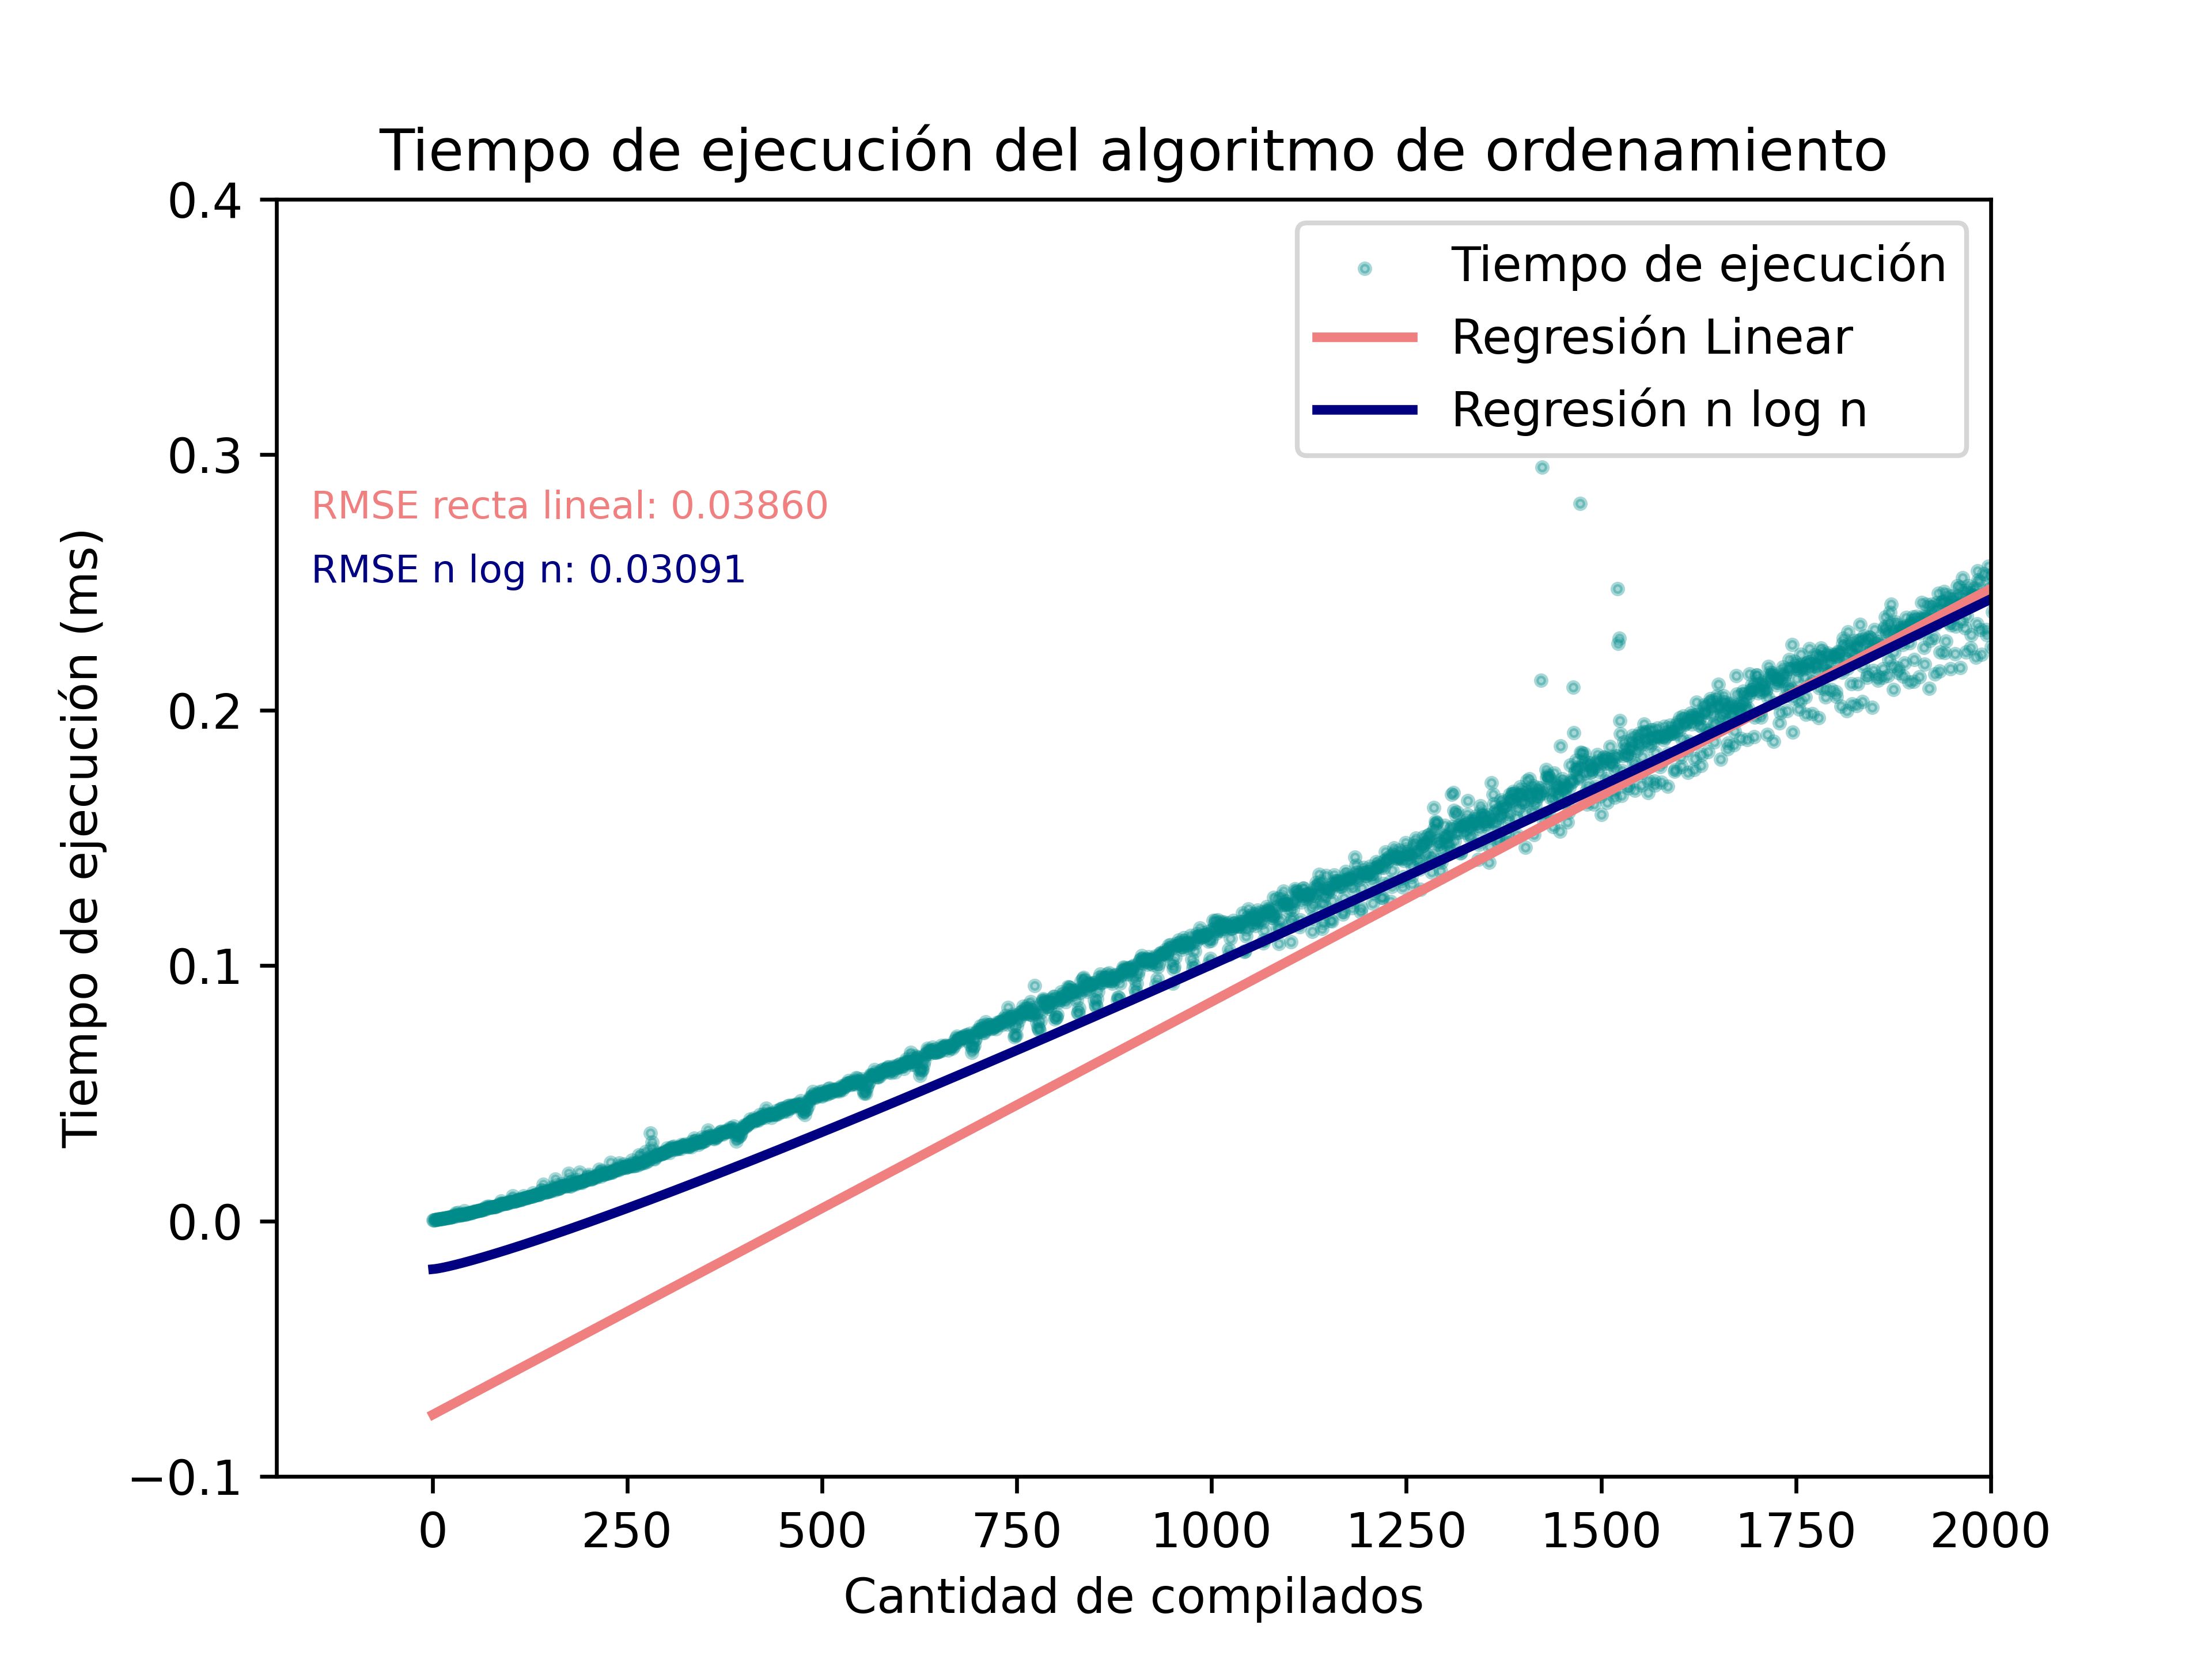 Tiempo de ejecución del algoritmo de ordenamiento
0.4
0.3
0.2
0.1
0.0
−0.1
Tiempo de ejecución (ms)
Tiempo de ejecución
Regresión Linear
Regresión n log n
RMSE recta lineal: 0.03860
RMSE n log n: 0.03091
0 250 500 750 1000 1250 1500 1750 2000
Cantidad de compilados